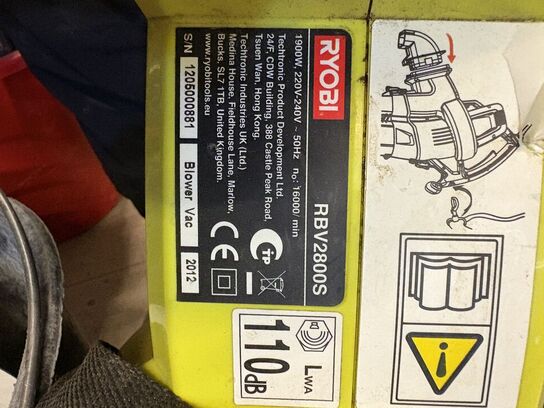 RYOBI
RBV2800S
1900W, 220V-240V ~ 50Hz n₀: 16000/min
Techtronic Product Development Ltd.
24/F, CDW Building, 388 Castle Peak Road,
Tsuen Wan, Hong Kong.
Techtronic Industries UK (Ltd.)
Medina House, Fieldhouse Lane, Marlow,
Bucks, SL7 1TB, United Kingdom.
www.ryobitools.eu
CE
S/N 1205000881 Blower Vac 2012
LWA
110dB